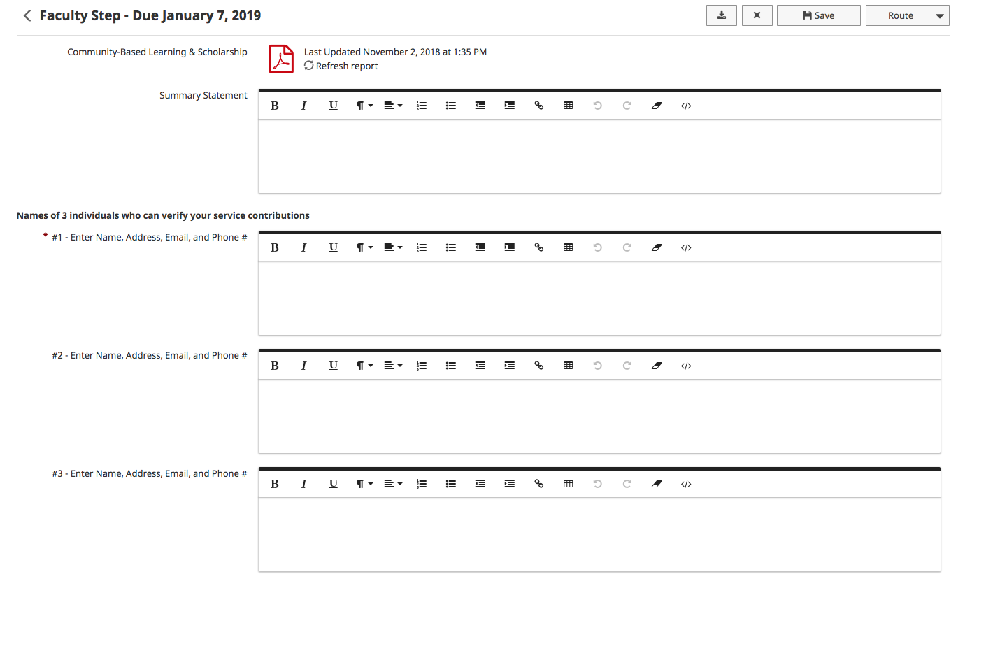 Faculty Step - Due January 7, 2019
Save
Route
Community-Based Learning & Scholarship
Last Updated November 2, 2018 at 1:35 PM
Refresh report
Summary Statement
B I U ¶ </>
Names of 3 individuals who can verify your service contributions
* #1 - Enter Name, Address, Email, and Phone #
B I U ¶ </>
#2 - Enter Name, Address, Email, and Phone #
B I U ¶ </>
#3 - Enter Name, Address, Email, and Phone #
B I U ¶ </>